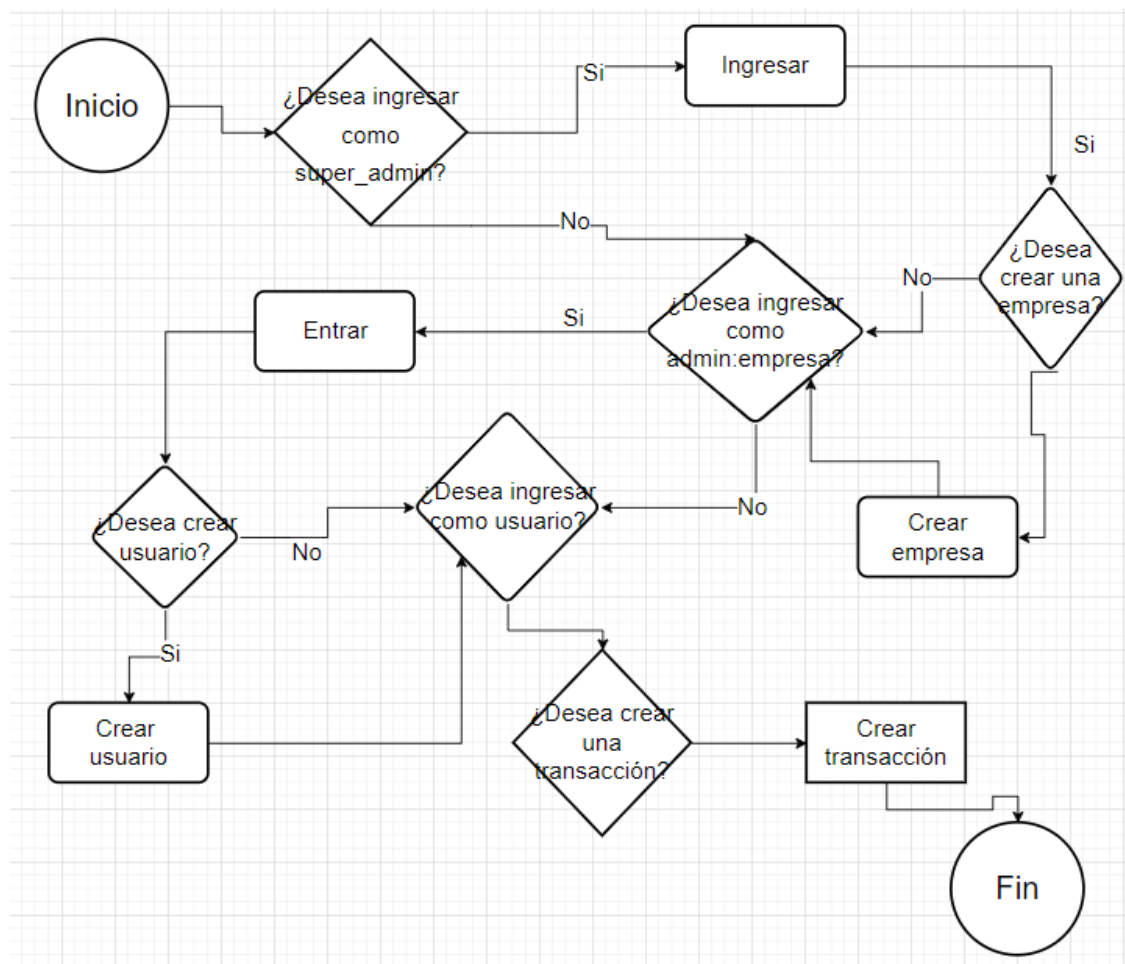 Inicio
¿Desea ingresar
como
super_admin?
Si
Ingresar
Si
No
¿Desea
crear una
empresa?
No
¿Desea ingresar
como
admin:empresa?
Si
Entrar
¿Desea ingresar
como usuario?
No
¿Desea crear
usuario?
No
Crear
empresa
Si
Crear
usuario
¿Desea crear
una
transacción?
Crear
transacción
Fin